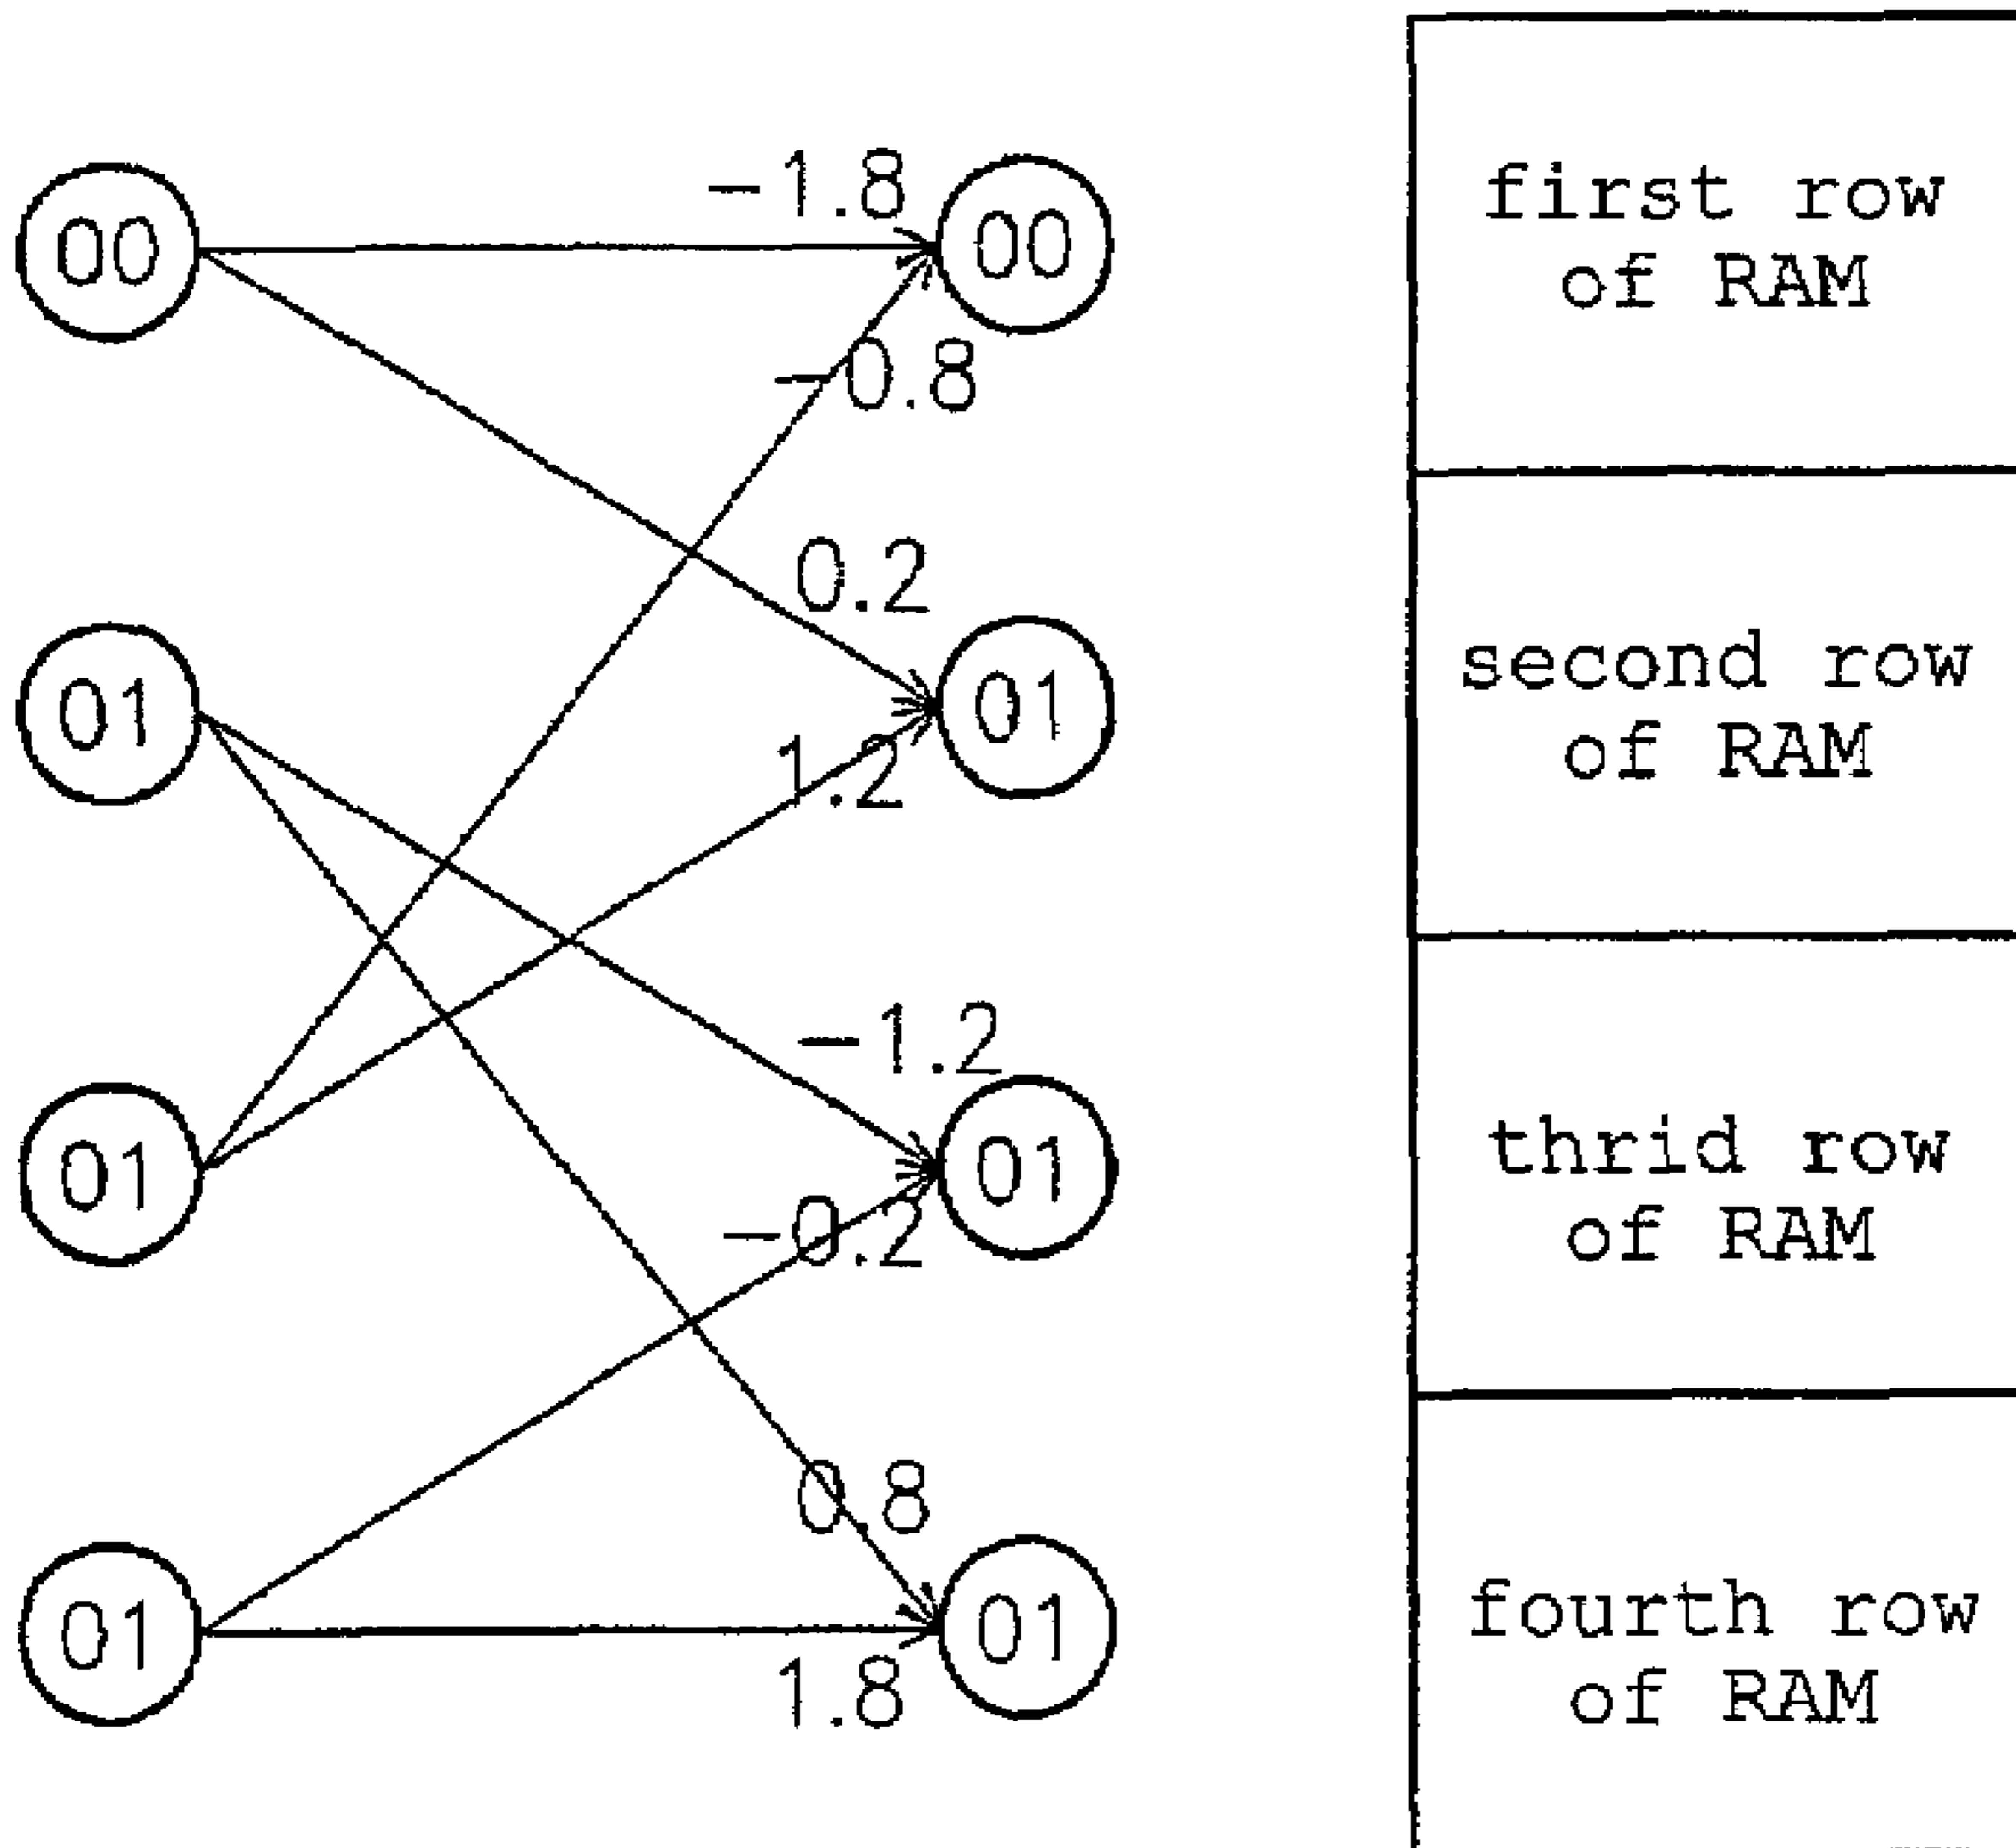 00
-1.8
00
-0.8
first row
of RAM
01
0.2
01
1.2
second row
of RAM
01
-1.2
01
-0.2
thrid row
of RAM
01
0.8
01
1.8
fourth row
of RAM